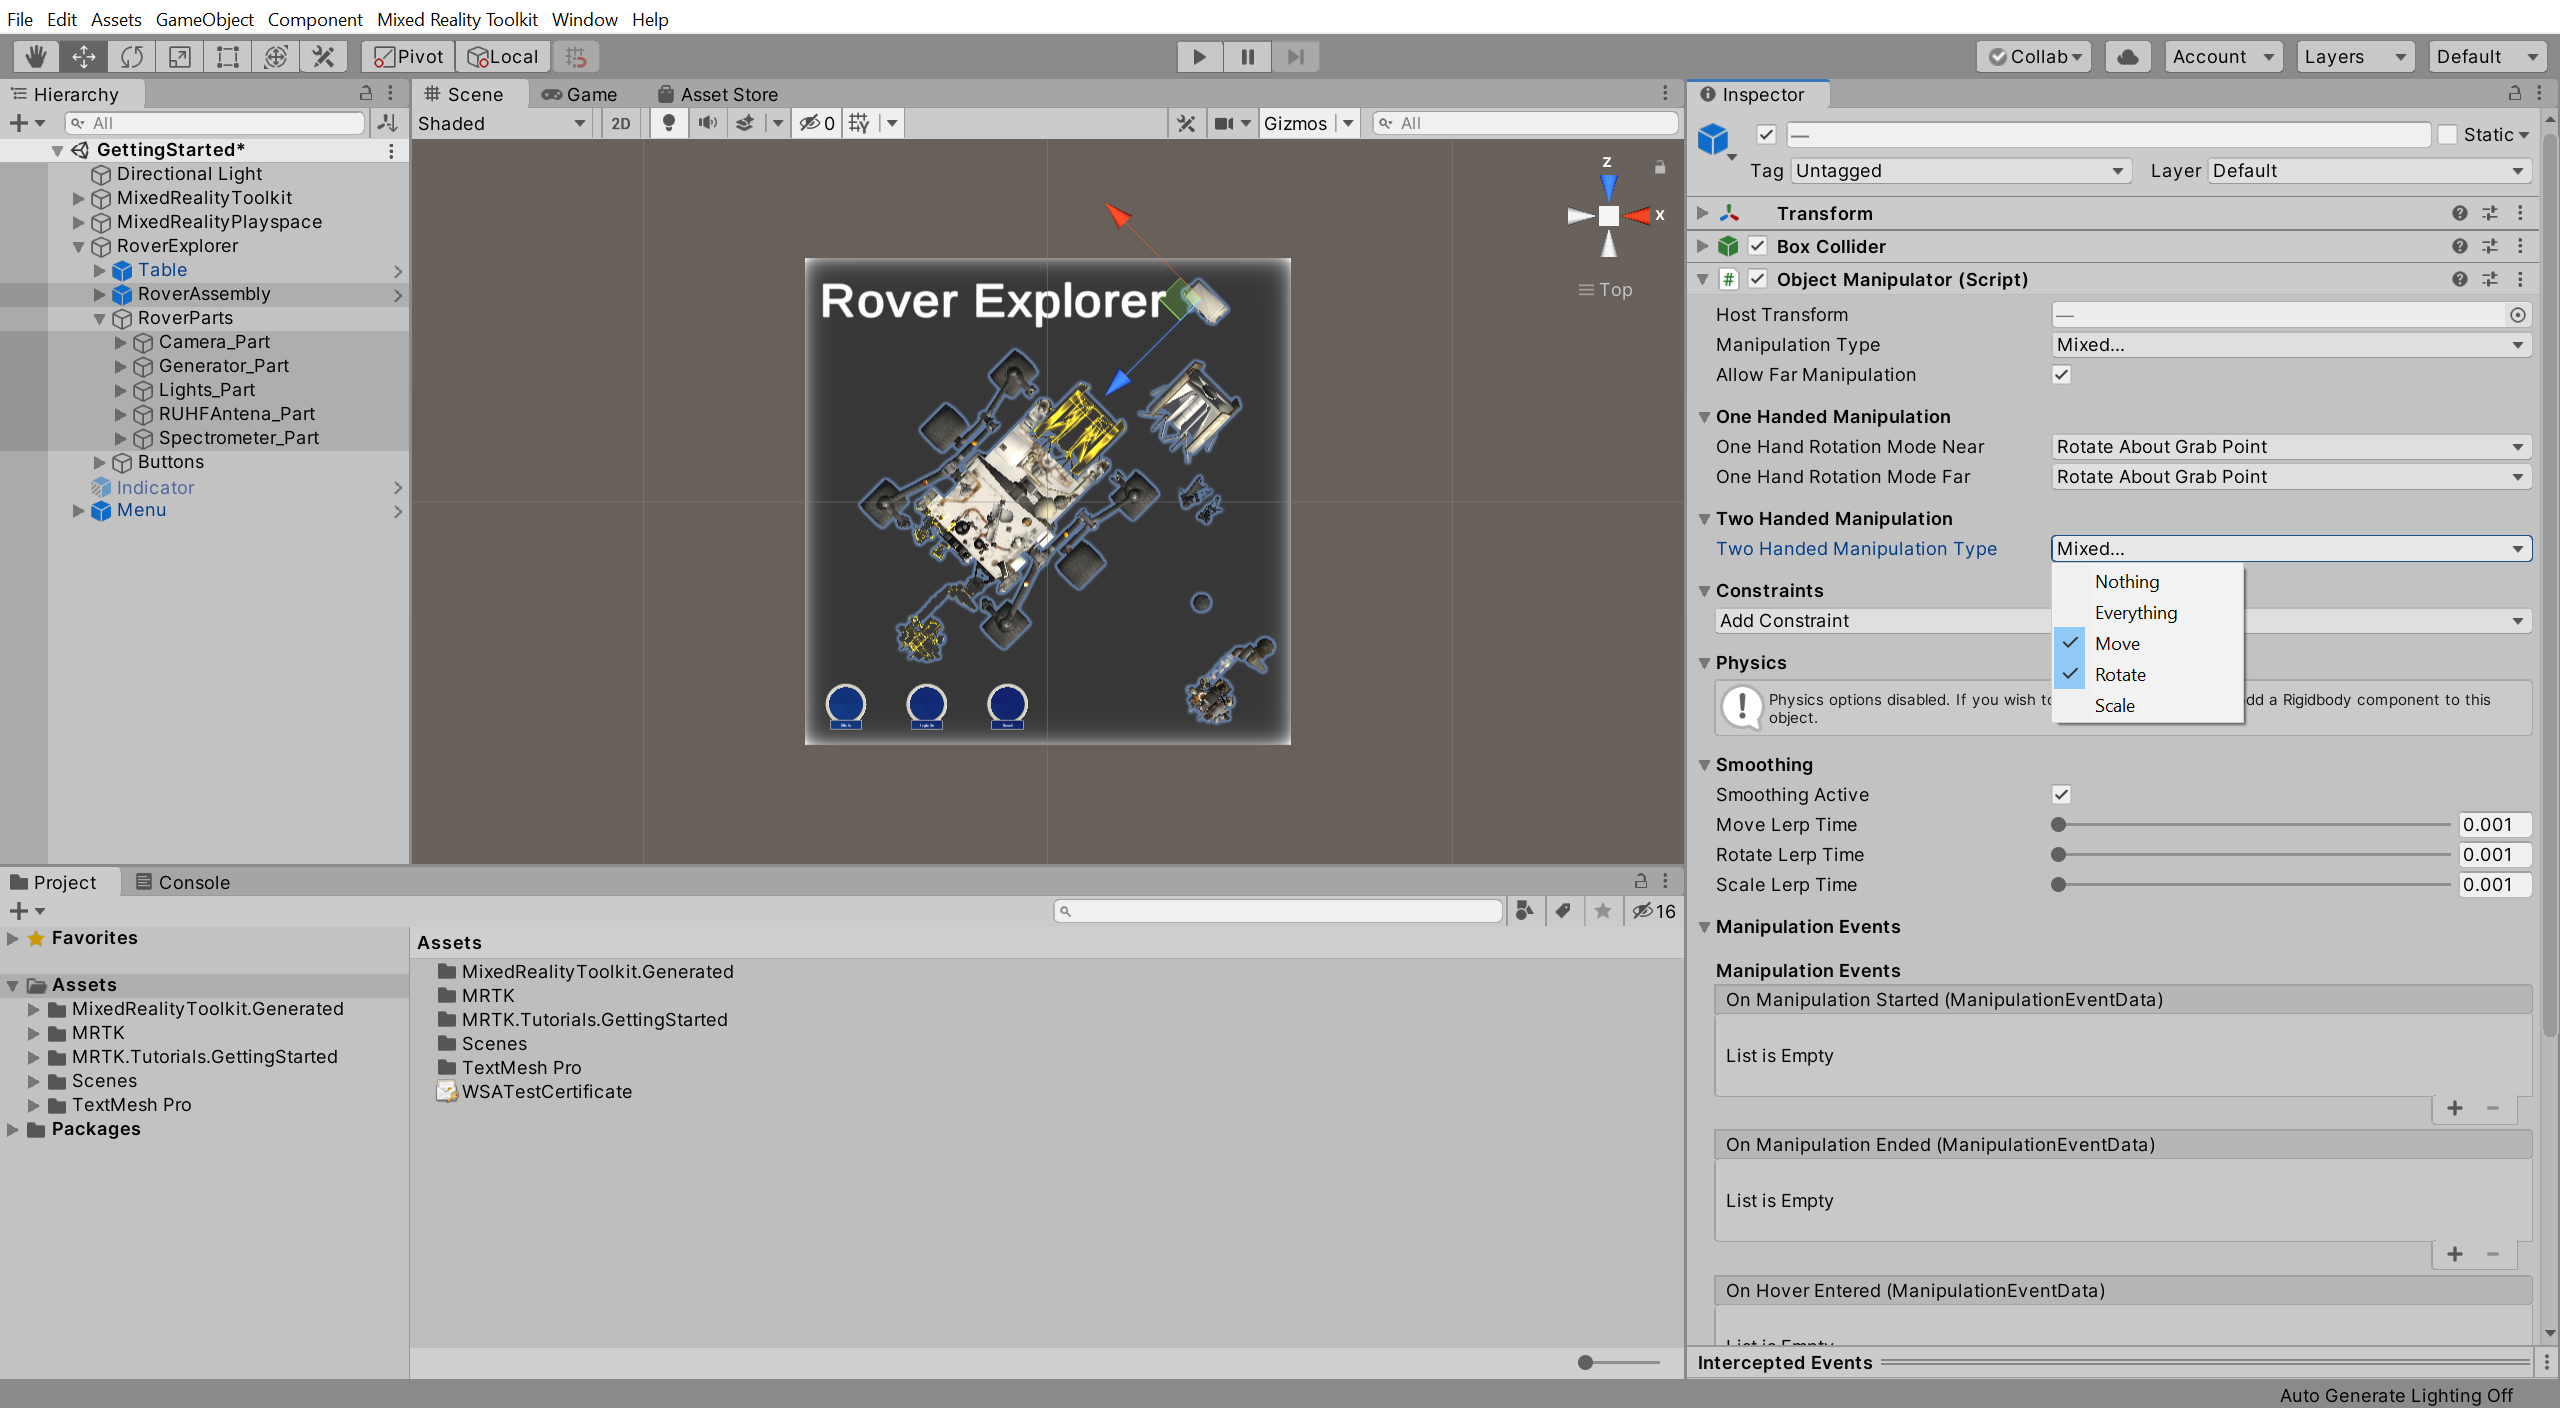 File Edit Assets GameObject Component Mixed Reality Toolkit Window Help
Pivot Local Collab Account Layers Default
Hierarchy
All
GettingStarted*
Directional Light
MixedRealityToolkit
MixedRealityPlayspace
RoverExplorer
Table
RoverAssembly
RoverParts
Camera_Part
Generator_Part
Lights_Part
RUHFAntena_Part
Spectrometer_Part
Buttons
Indicator
Menu
Scene Game Asset Store
Shaded 2D 0 Gizmos All
z
x
Top
Rover Explorer
Inspector
—
Static
Tag Untagged Layer Default
Transform
Box Collider
# Object Manipulator (Script)
Host Transform —
Manipulation Type Mixed...
Allow Far Manipulation
One Handed Manipulation
One Hand Rotation Mode Near Rotate About Grab Point
One Hand Rotation Mode Far Rotate About Grab Point
Two Handed Manipulation
Two Handed Manipulation Type Mixed...
Nothing
Everything
Move
Rotate
Scale
Constraints
Add Constraint
Physics
Physics options disabled. If you wish to dd a Rigidbody component to this
object.
Smoothing
Smoothing Active
Move Lerp Time 0.001
Rotate Lerp Time 0.001
Scale Lerp Time 0.001
Manipulation Events
Manipulation Events
On Manipulation Started (ManipulationEventData)
List is Empty
On Manipulation Ended (ManipulationEventData)
List is Empty
On Hover Entered (ManipulationEventData)
List is Empty
Intercepted Events
Project Console
16
Favorites
Assets
MixedRealityToolkit.Generated
MRTK
MRTK.Tutorials.GettingStarted
Scenes
TextMesh Pro
Packages
Assets
MixedRealityToolkit.Generated
MRTK
MRTK.Tutorials.GettingStarted
Scenes
TextMesh Pro
WSATestCertificate
Auto Generate Lighting Off